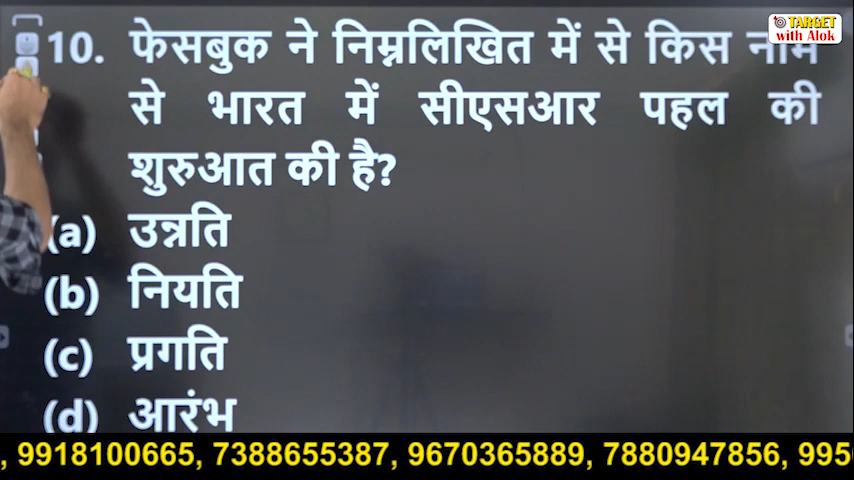 TARGET
with Alok
10. फेसबुक ने निम्नलिखित में से किस नाम
से भारत में सीएसआर पहल की
शुरुआत की है?
(a) उन्नति
(b) नियति
(c) प्रगति
(d) आरंभ
, 9918100665, 7388655387, 9670365889, 7880947856, 995